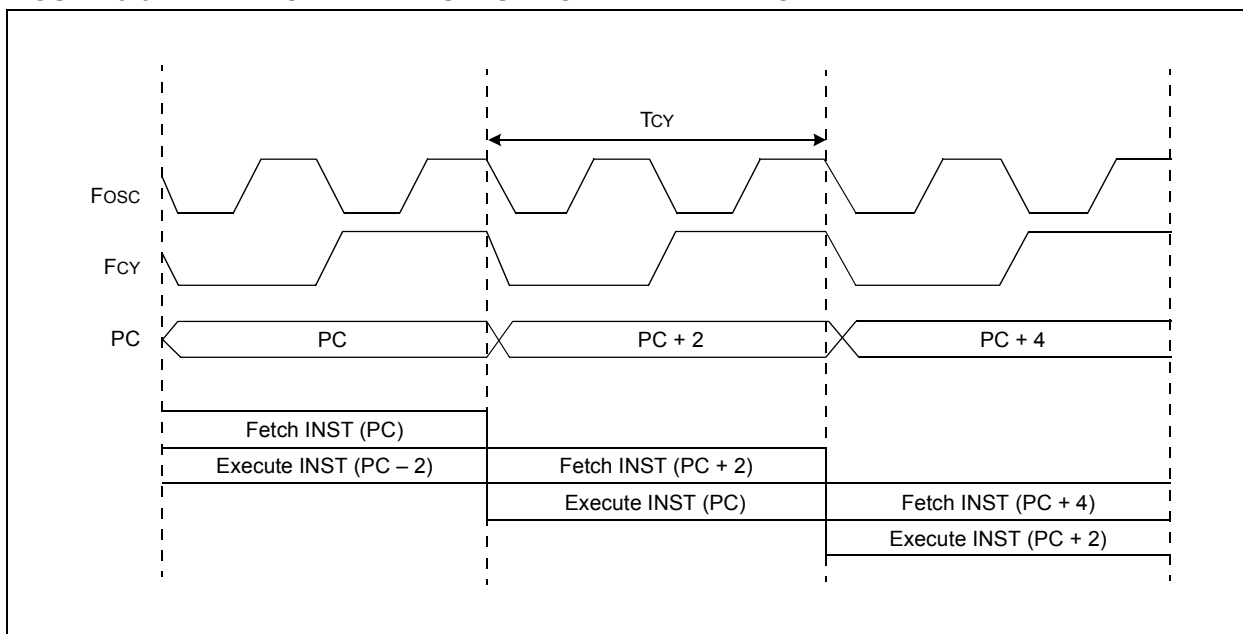 TCY
FOSC
FCY
PC PC PC + 2 PC + 4
Fetch INST (PC)
Execute INST (PC – 2) Fetch INST (PC + 2)
Execute INST (PC) Fetch INST (PC + 4)
Execute INST (PC + 2)